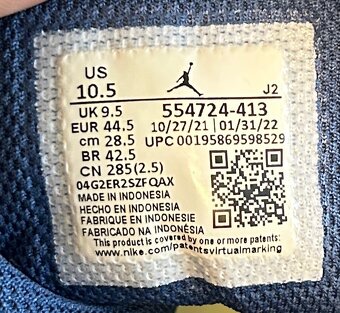 US
10.5 J2
UK 9.5 554724-413
EUR 44.5 10/27/21 | 01/31/22
cm 28.5 UPC 00195869598529
BR 42.5
CN 285(2.5)
04G2ER2SZFQAX
MADE IN INDONESIA
HECHO EN INDONESIA
FABRIQUE EN INDONESIE
FABRICADO NA INDONESIA
This product is covered by one or more patents:
www.nike.com/patentsvirtualmarking